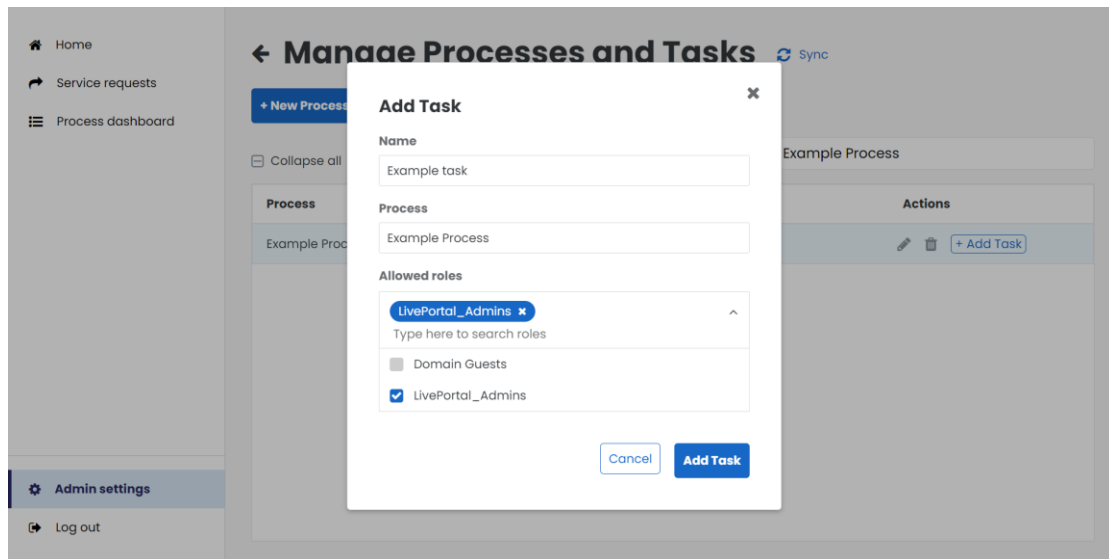 Home
Service requests
Process dashboard
Admin settings
Log out
Manage Processes and Tasks
Sync
+ New Process
Collapse all
Example Process
Process
Actions
Example Proc
+ Add Task
Add Task
Name
Example task
Process
Example Process
Allowed roles
LivePortal_Admins
Type here to search roles
Domain Guests
LivePortal_Admins
Cancel
Add Task